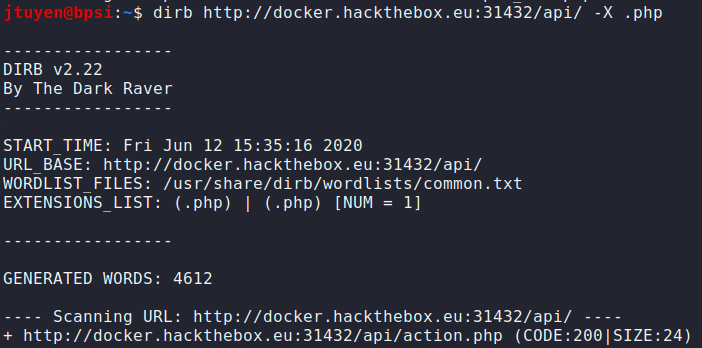 jtuyen@bpsi:~$ dirb http://docker.hackthebox.eu:31432/api/ -X .php
-----------------
DIRB v2.22
By The Dark Raver
-----------------
START_TIME: Fri Jun 12 15:35:16 2020
URL_BASE: http://docker.hackthebox.eu:31432/api/
WORDLIST_FILES: /usr/share/dirb/wordlists/common.txt
EXTENSIONS_LIST: (.php) | (.php) [NUM = 1]
-----------------
GENERATED WORDS: 4612
---- Scanning URL: http://docker.hackthebox.eu:31432/api/ ----
+ http://docker.hackthebox.eu:31432/api/action.php (CODE:200|SIZE:24)